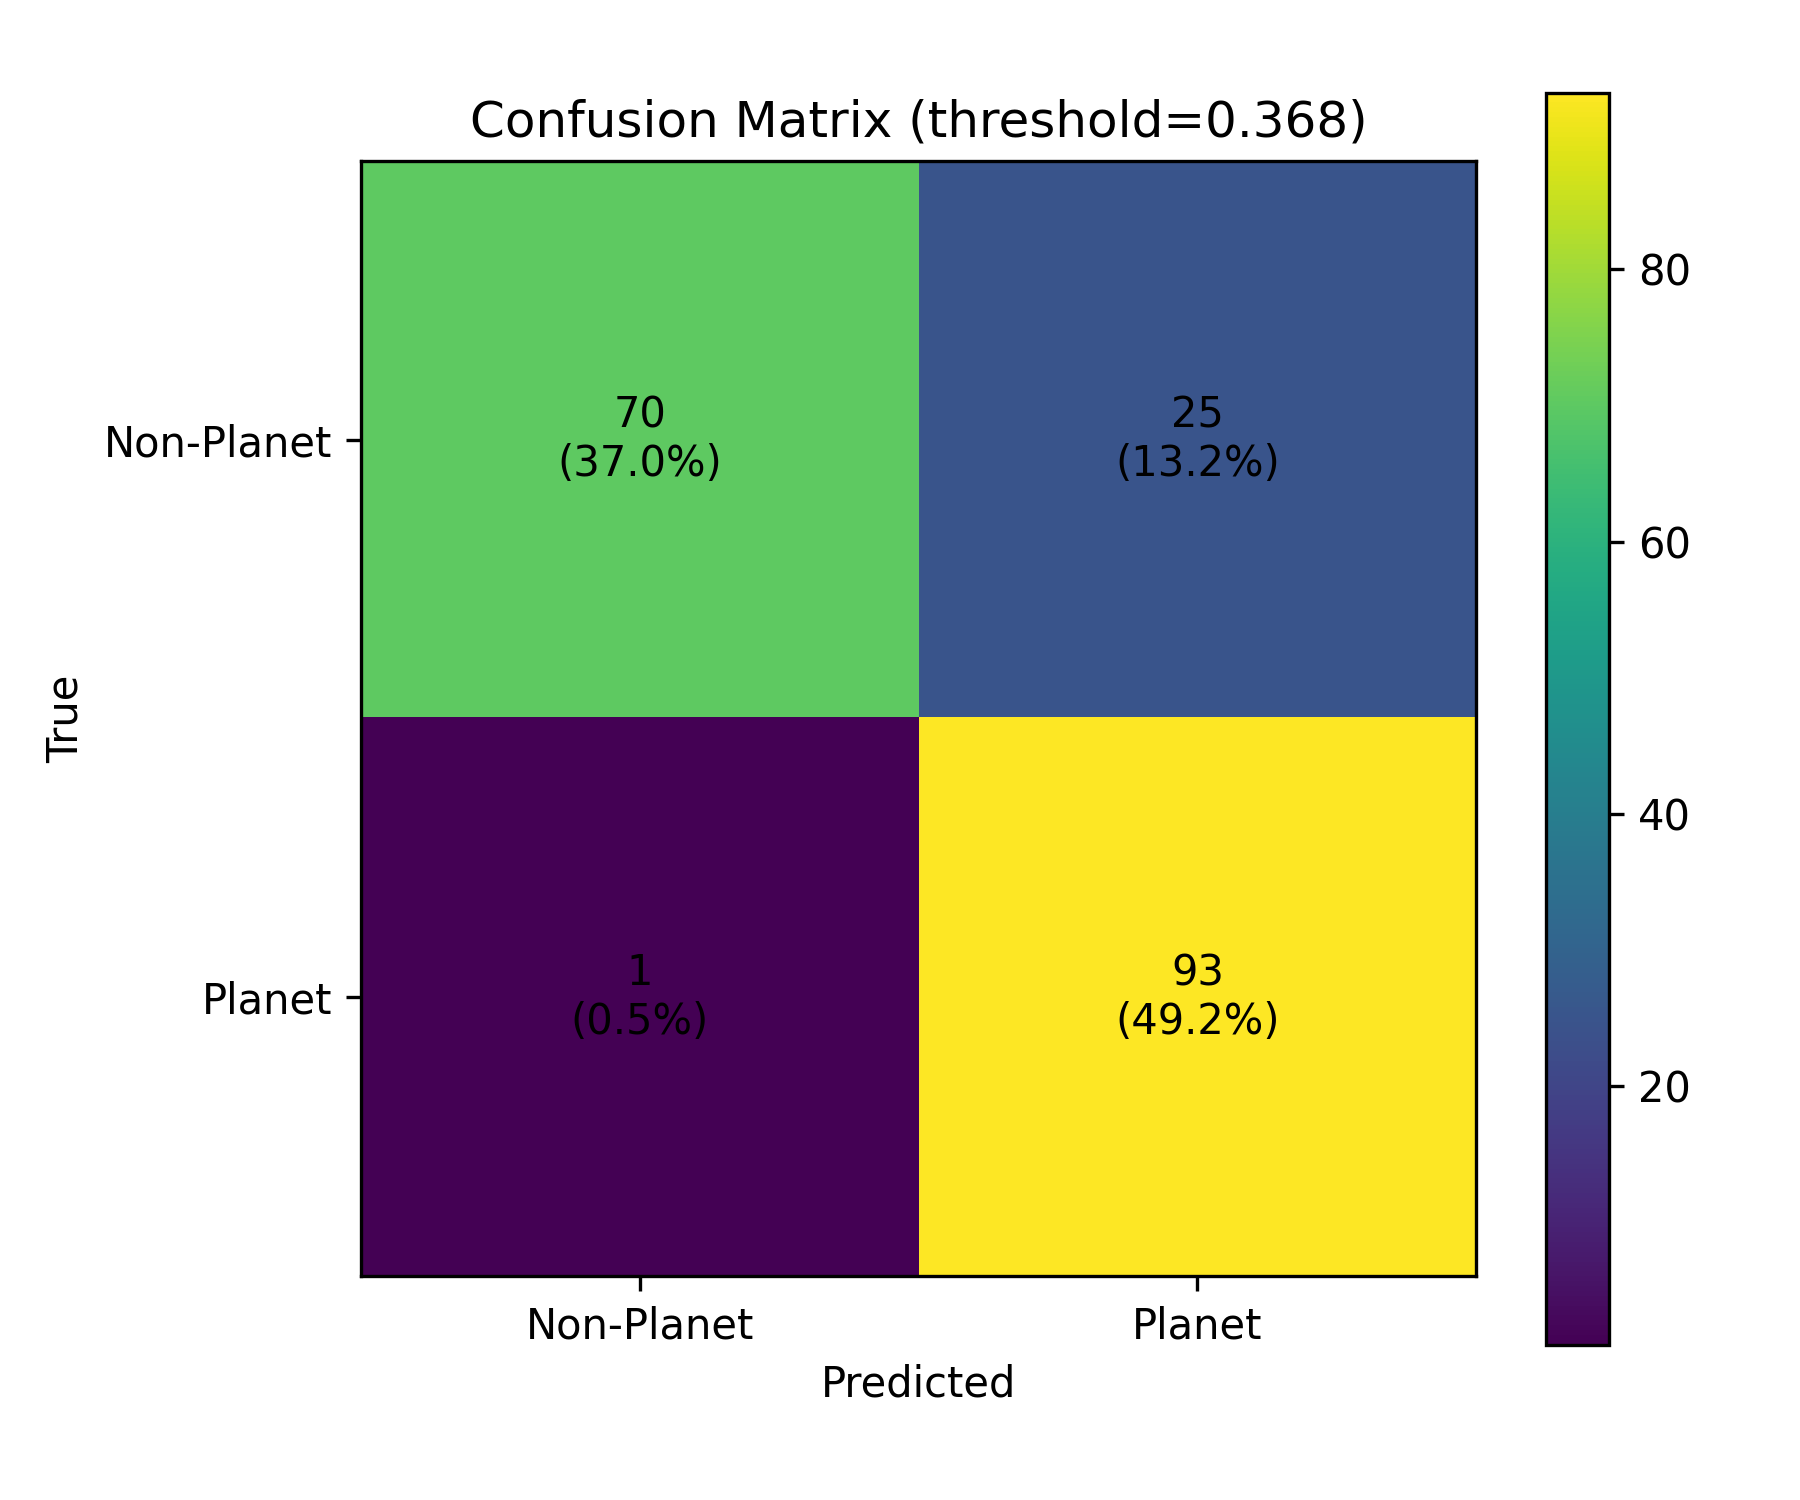 Confusion Matrix (threshold=0.368)
True
Non-Planet
70
(37.0%)
25
(13.2%)
Planet
1
(0.5%)
93
(49.2%)
Non-Planet
Planet
Predicted
80
60
40
20